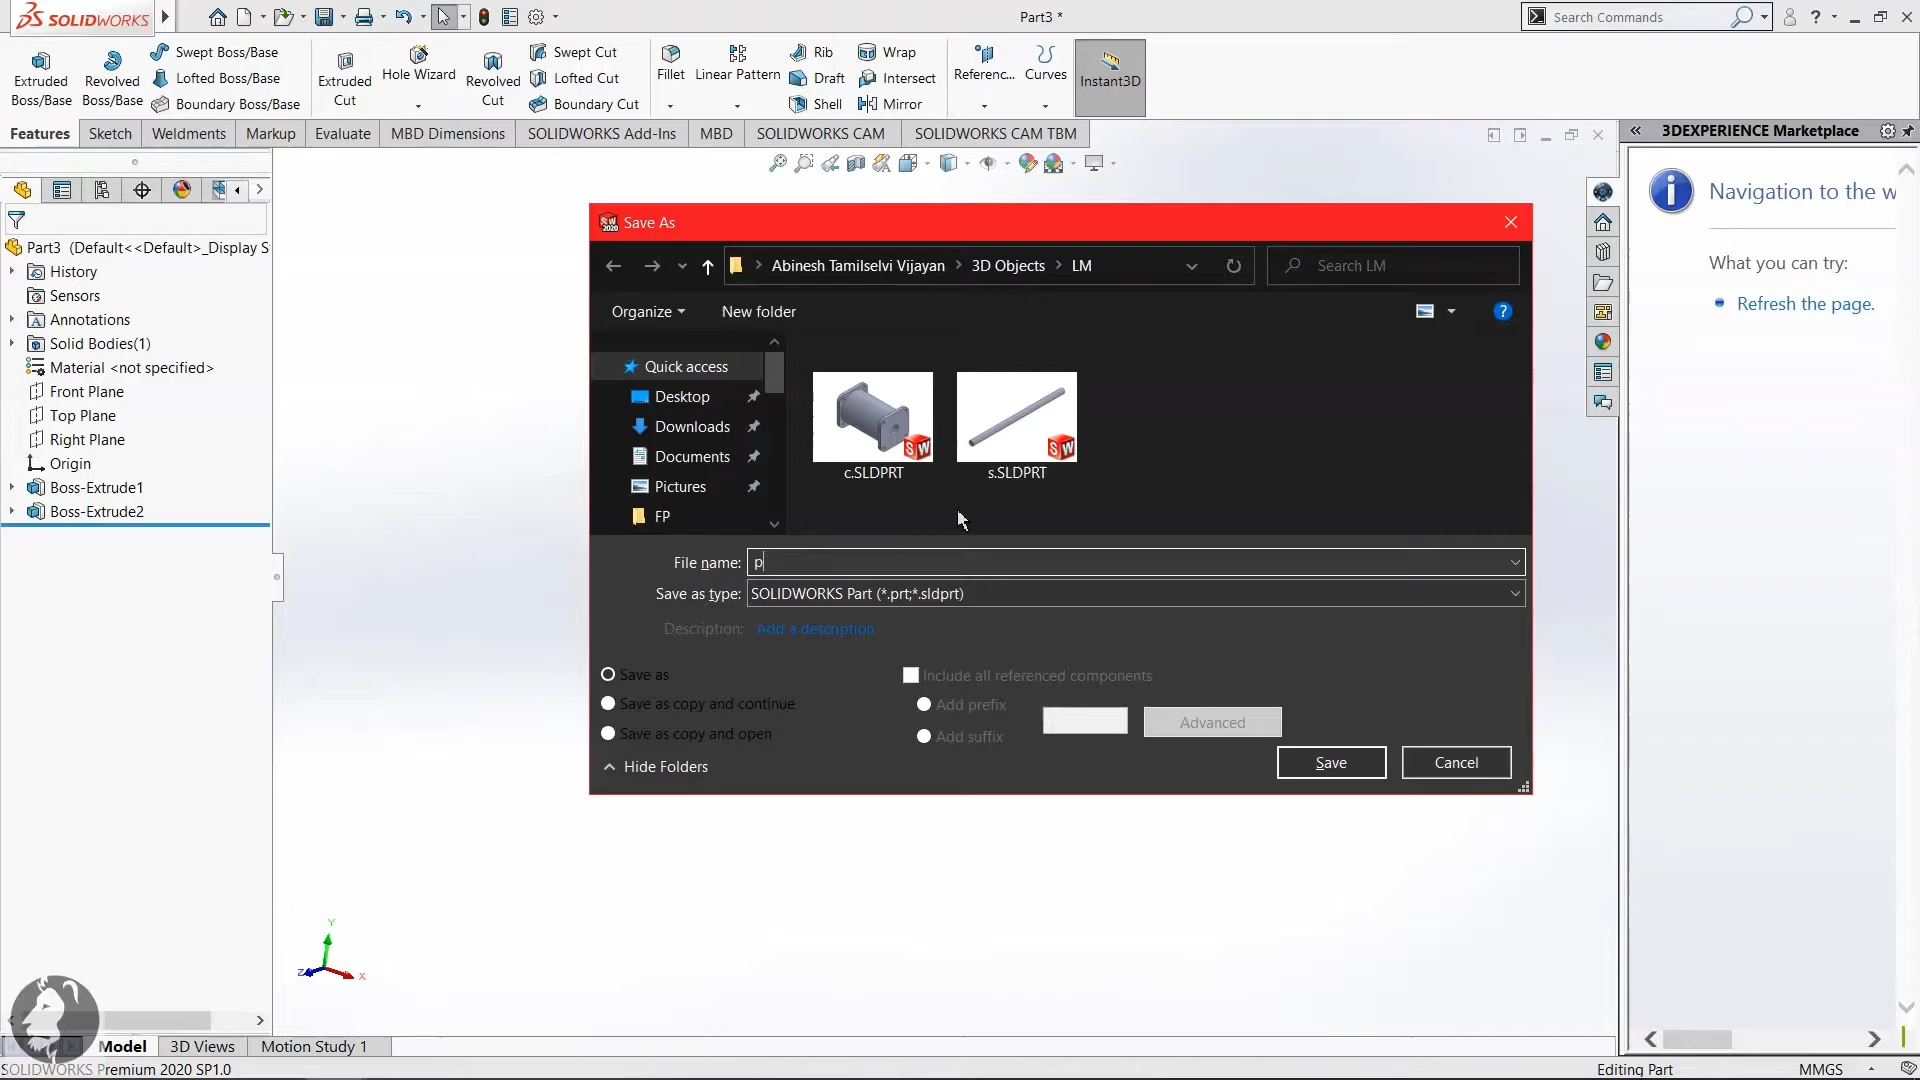 SOLIDWORKS
Part3 *
Search Commands
?
Extruded Boss/Base
Revolved Boss/Base
Swept Boss/Base
Lofted Boss/Base
Boundary Boss/Base
Extruded Cut
Hole Wizard
Revolved Cut
Swept Cut
Lofted Cut
Boundary Cut
Fillet
Linear Pattern
Rib
Draft
Shell
Wrap
Intersect
Mirror
Referenc...
Curves
Instant3D
Features
Sketch
Weldments
Markup
Evaluate
MBD Dimensions
SOLIDWORKS Add-Ins
MBD
SOLIDWORKS CAM
SOLIDWORKS CAM TBM
3DEXPERIENCE Marketplace
Navigation to the w
What you can try:
Refresh the page.
Part3 (Default<<Default>_Display S
History
Sensors
Annotations
Solid Bodies(1)
Material <not specified>
Front Plane
Top Plane
Right Plane
Origin
Boss-Extrude1
Boss-Extrude2
SW 2020
Save As
Abinesh Tamilselvi Vijayan
3D Objects
LM
Search LM
Organize
New folder
?
Quick access
Desktop
Downloads
Documents
Pictures
FP
SW
c.SLDPRT
SW
s.SLDPRT
File name: p
Save as type: SOLIDWORKS Part (*.prt;*.sldprt)
Description: Add a description
Save as
Save as copy and continue
Save as copy and open
Include all referenced components
Add prefix
Add suffix
Advanced
Hide Folders
Save
Cancel
Y
Z
X
Model
3D Views
Motion Study 1
SOLIDWORKS Premium 2020 SP1.0
Editing Part
MMGS